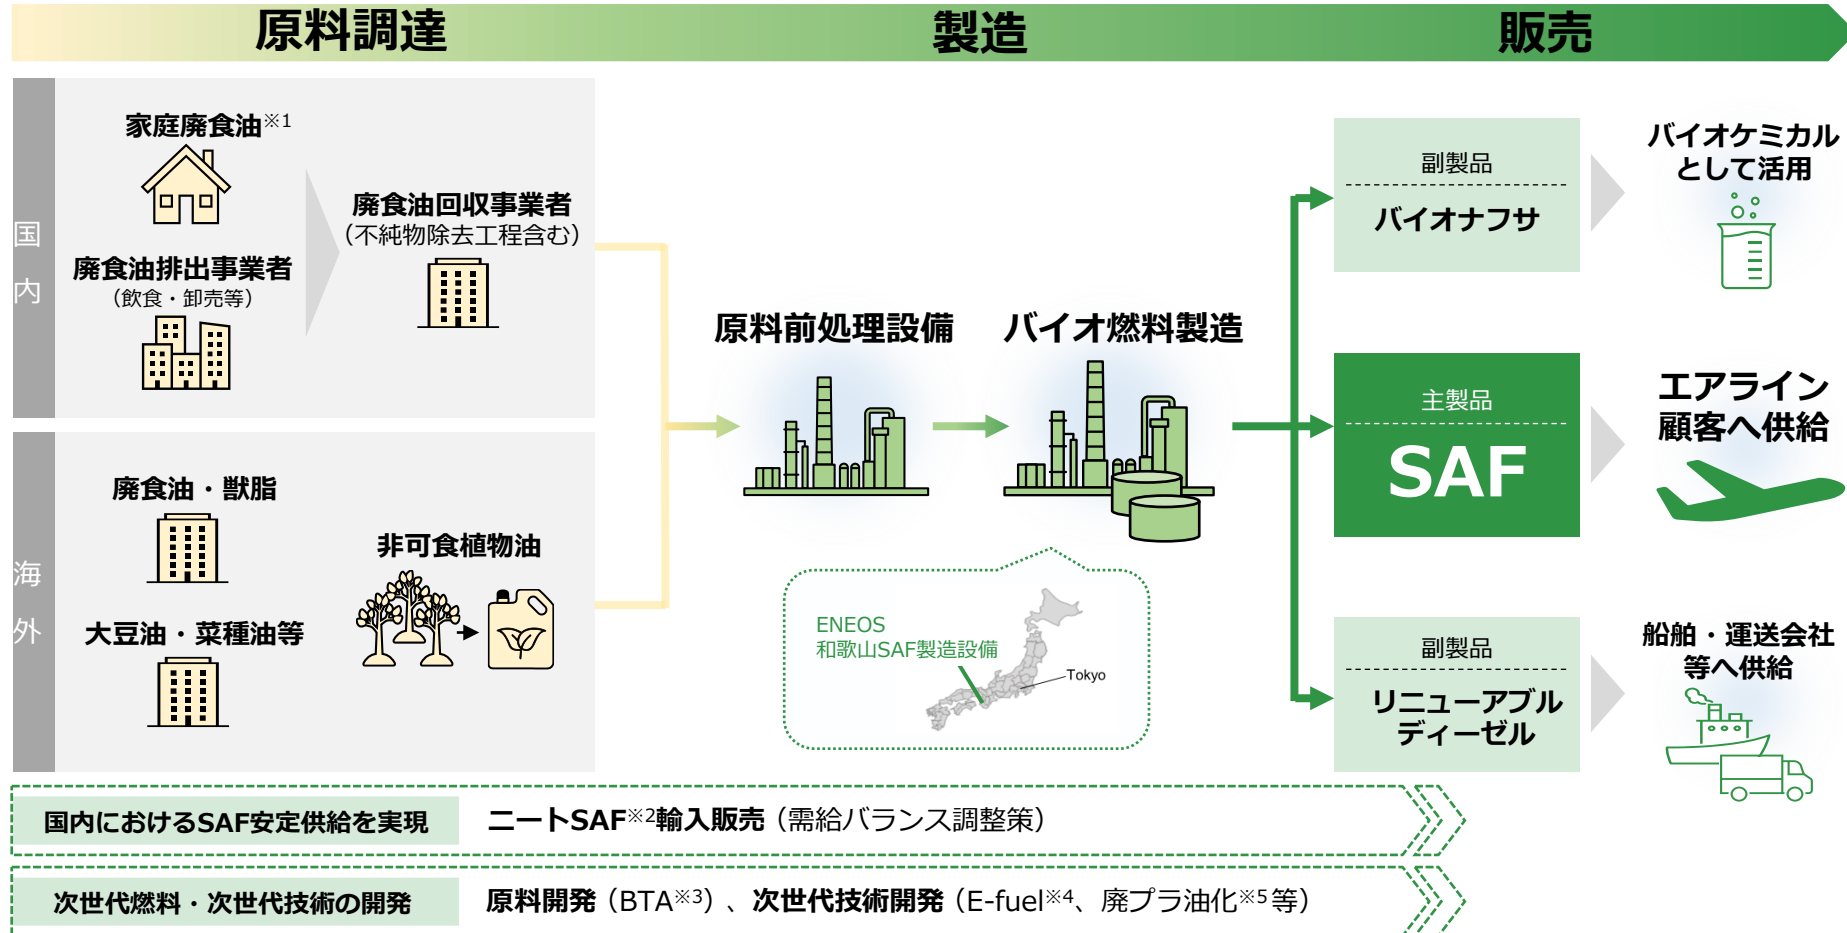 原料調達
製造
販売
国内
家庭廃食油※1
廃食油排出事業者
（飲食・卸売等）
廃食油回収事業者
（不純物除去工程含む）
海外
廃食油・獣脂
大豆油・菜種油等
非可食植物油
原料前処理設備
バイオ燃料製造
ENEOS
和歌山SAF製造設備
Tokyo
副製品
バイオナフサ
バイオケミカル
として活用
主製品
SAF
エアライン
顧客へ供給
副製品
リニューアブル
ディーゼル
船舶・運送会社
等へ供給
国内におけるSAF安定供給を実現
ニートSAF※2輸入販売（需給バランス調整策）
次世代燃料・次世代技術の開発
原料開発（BTA※3）、次世代技術開発（E-fuel※4、廃プラ油化※5等）